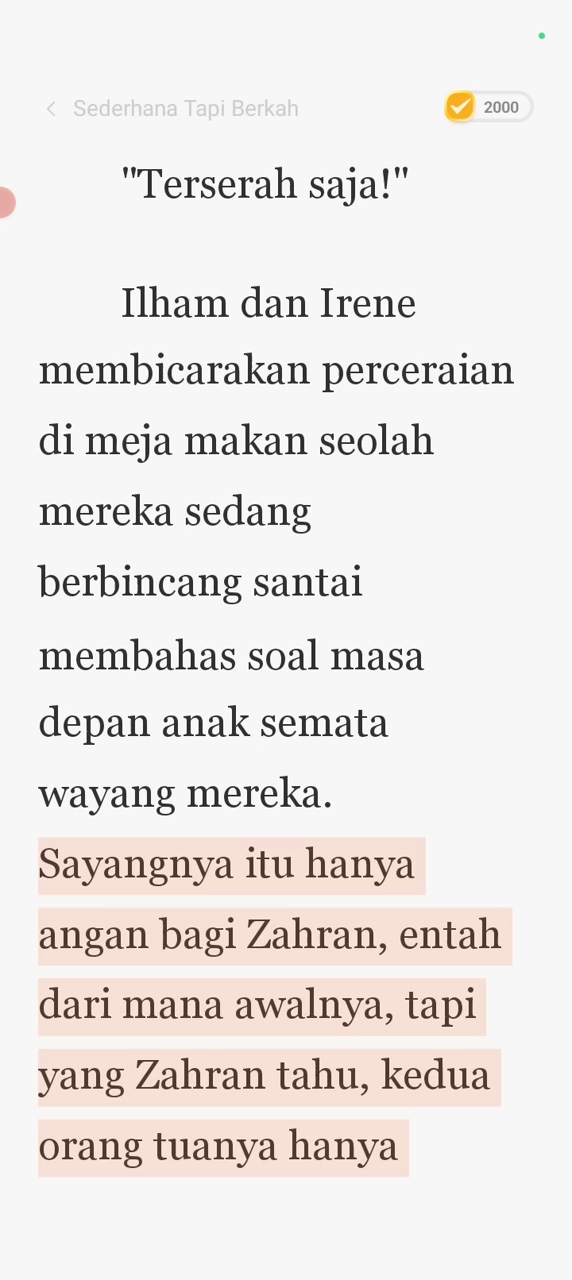 Sederhana Tapi Berkah
2000
"Terserah saja!"
Ilham dan Irene
membicarakan perceraian
di meja makan seolah
mereka sedang
berbincang santai
membahas soal masa
depan anak semata
wayang mereka.
Sayangnya itu hanya
angan bagi Zahran, entah
dari mana awalnya, tapi
yang Zahran tahu, kedua
orang tuanya hanya